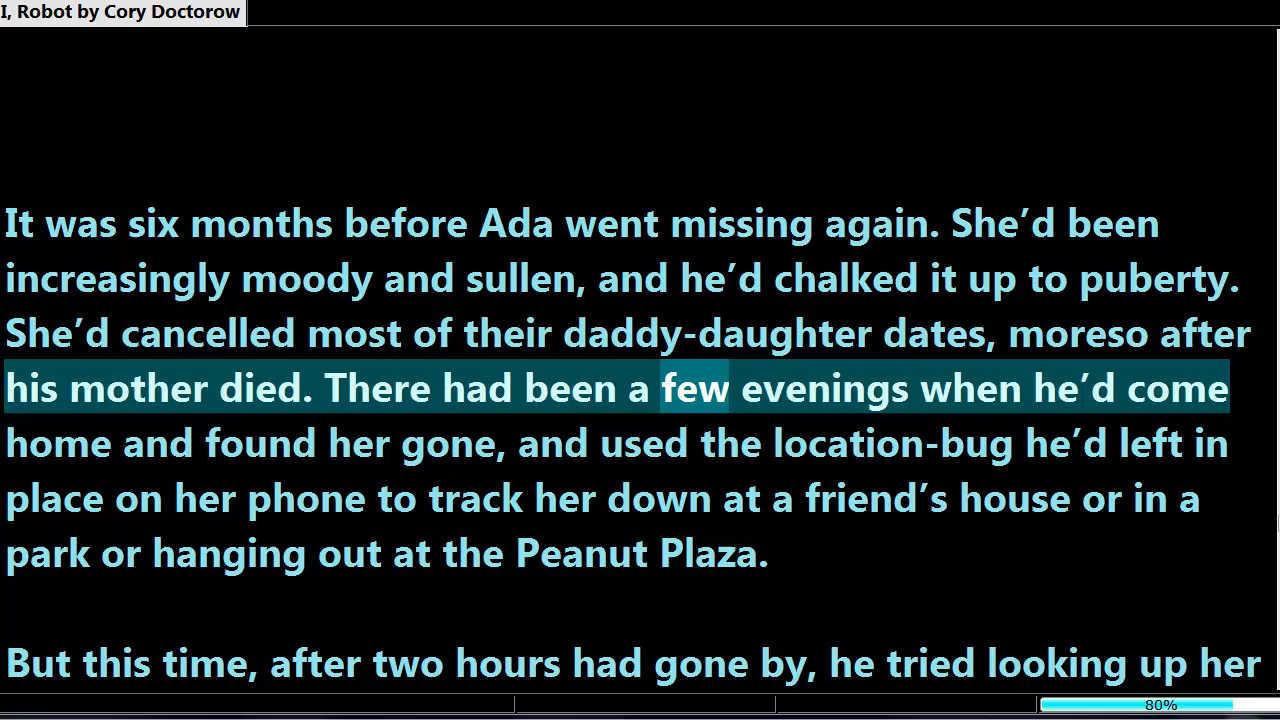 I, Robot by Cory Doctorow
It was six months before Ada went missing again. She’d been
increasingly moody and sullen, and he’d chalked it up to puberty.
She’d cancelled most of their daddy-daughter dates, moreso after
his mother died. There had been a few evenings when he’d come
home and found her gone, and used the location-bug he’d left in
place on her phone to track her down at a friend’s house or in a
park or hanging out at the Peanut Plaza.
But this time, after two hours had gone by, he tried looking up her
80%